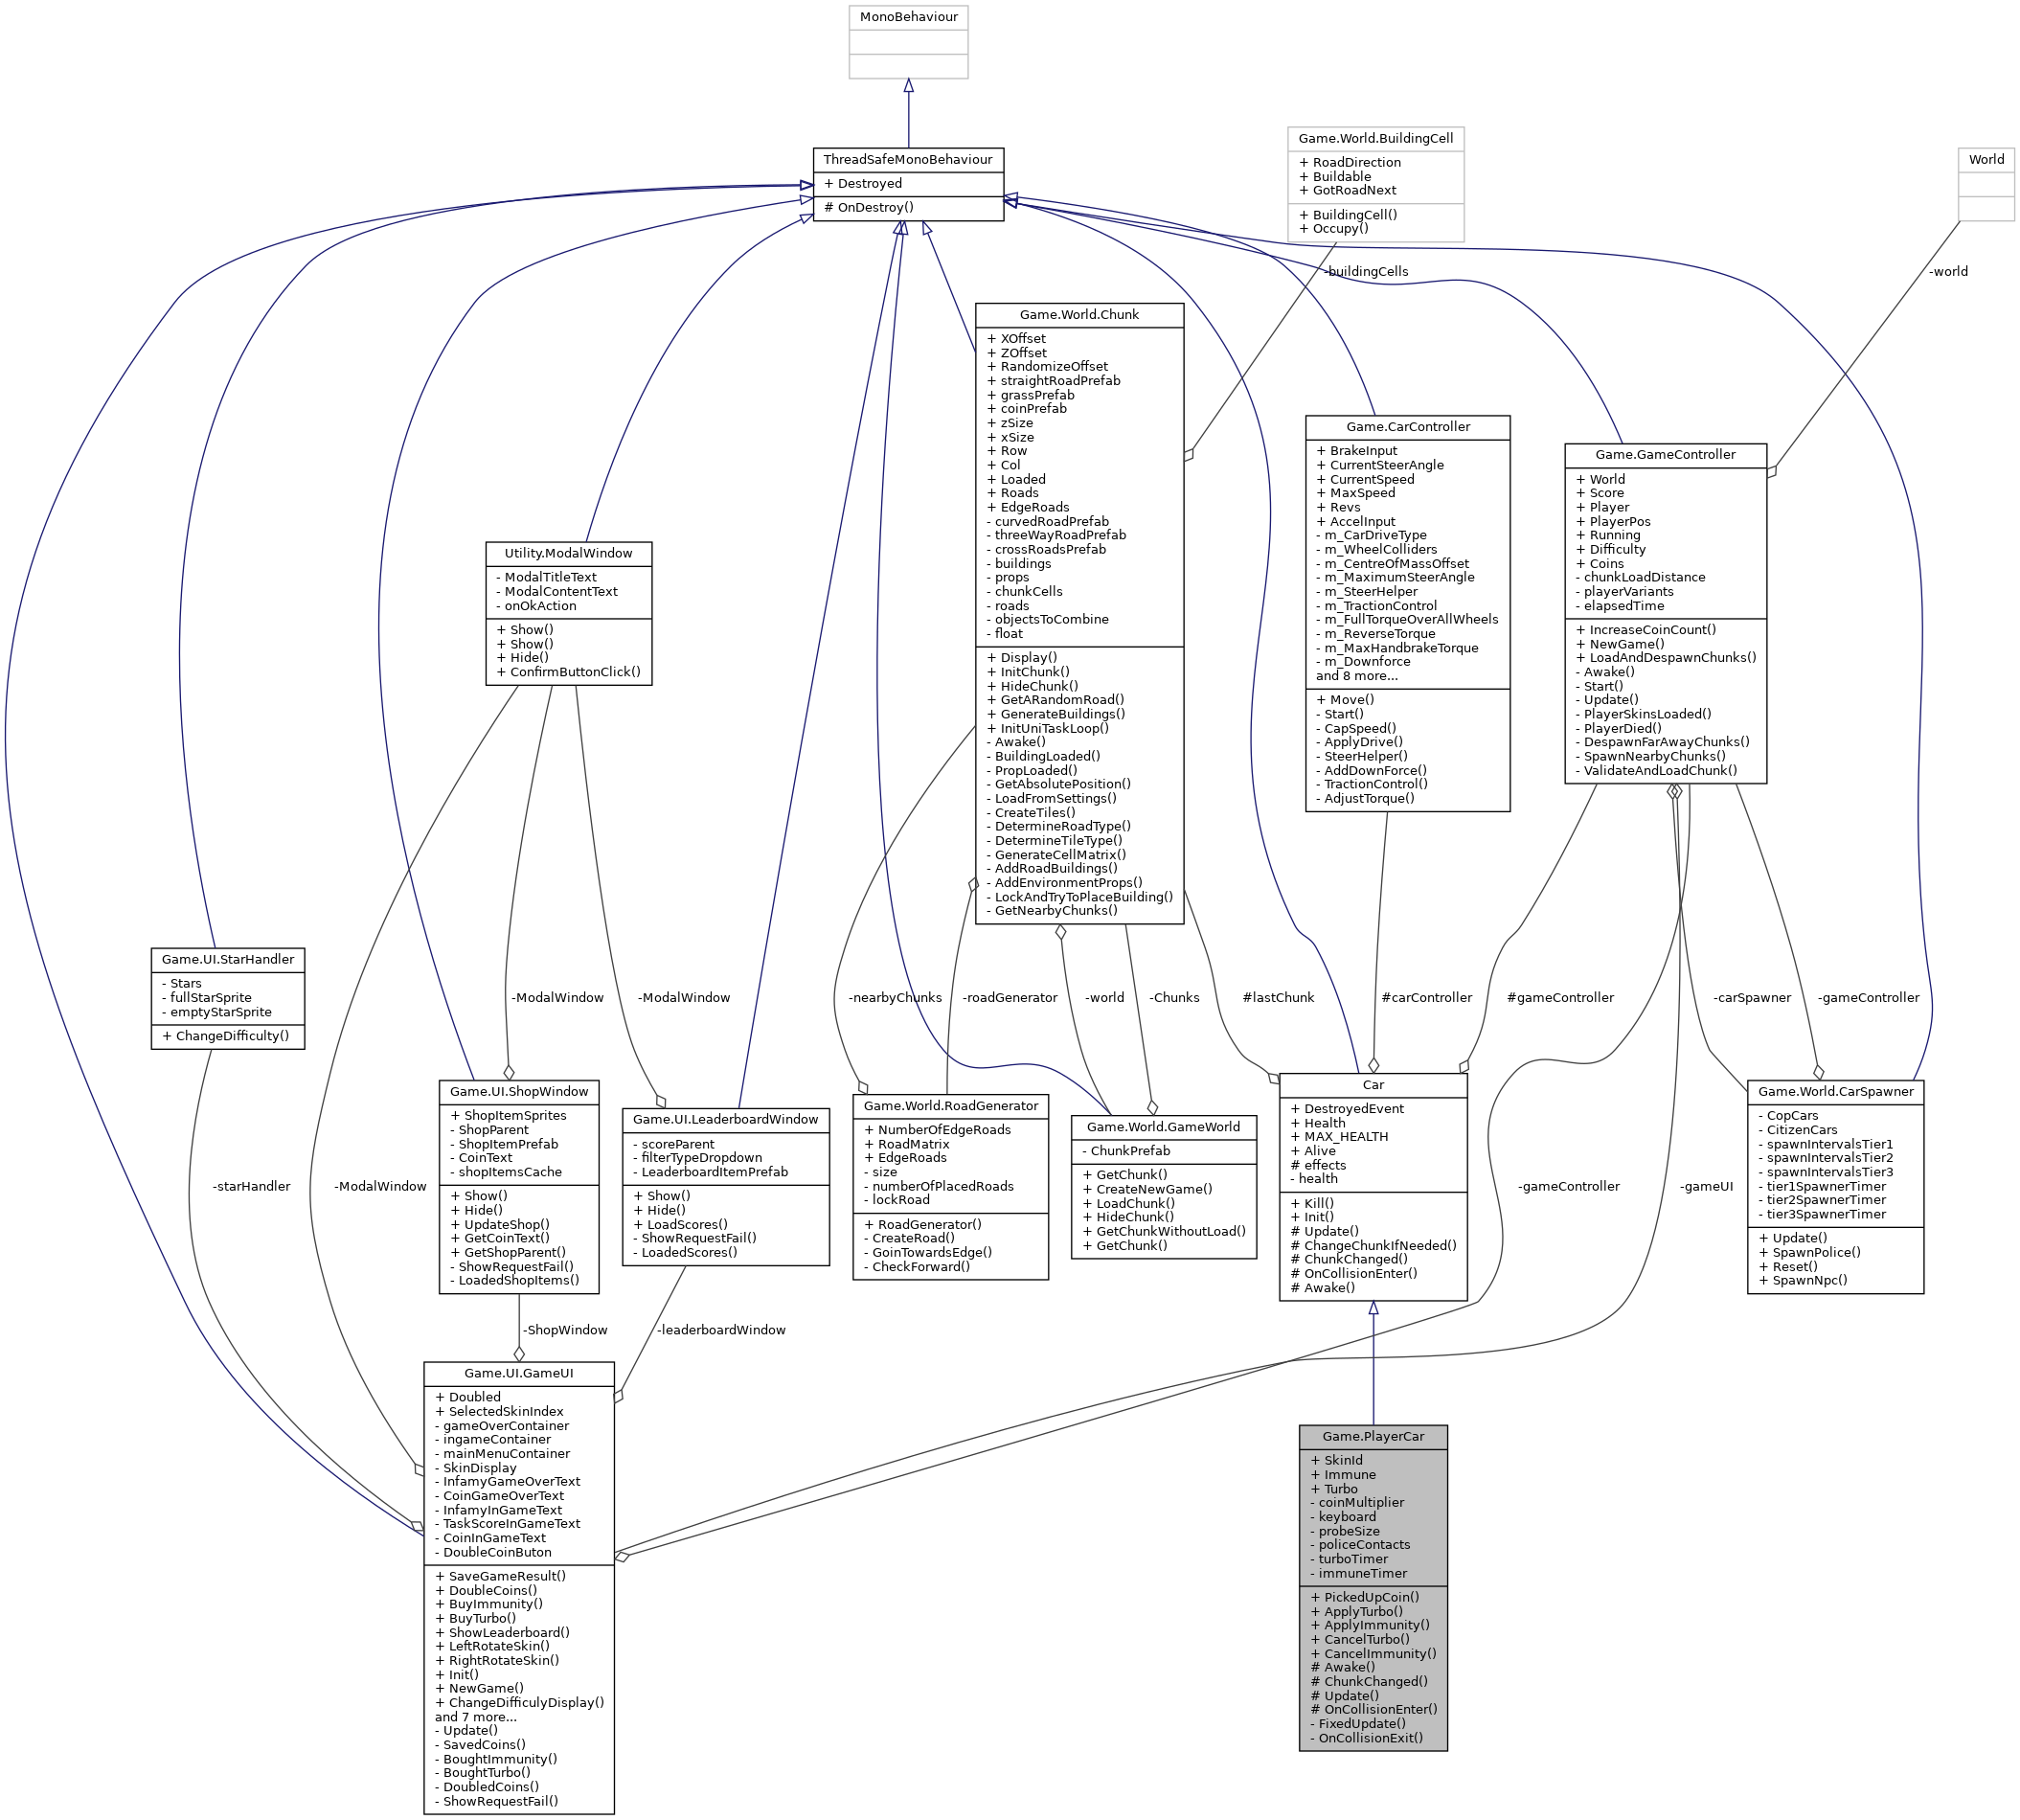 MonoBehaviour
ThreadSafeMonoBehaviour
+ Destroyed
# OnDestroy()
Game.World.BuildingCell
+ RoadDirection
+ Buildable
+ GotRoadNext
+ BuildingCell()
+ Occupy()
World
-buildingCells
-world
Game.World.Chunk
+ XOffset
+ ZOffset
+ RandomizeOffset
+ straightRoadPrefab
+ grassPrefab
+ coinPrefab
+ zSize
+ xSize
+ Row
+ Col
+ Loaded
+ Roads
+ EdgeRoads
- curvedRoadPrefab
- threeWayRoadPrefab
- crossRoadsPrefab
- buildings
- props
- chunkCells
- roads
- objectsToCombine
- float
+ Display()
+ InitChunk()
+ HideChunk()
+ GetARandomRoad()
+ GenerateBuildings()
+ InitUniTaskLoop()
- Awake()
- BuildingLoaded()
- PropLoaded()
- GetAbsolutePosition()
- LoadFromSettings()
- CreateTiles()
- DetermineRoadType()
- DetermineTileType()
- GenerateCellMatrix()
- AddRoadBuildings()
- AddEnvironmentProps()
- LockAndTryToPlaceBuilding()
- GetNearbyChunks()
Game.CarController
+ BrakeInput
+ CurrentSteerAngle
+ CurrentSpeed
+ MaxSpeed
+ Revs
+ AccelInput
- m_CarDriveType
- m_WheelColliders
- m_CentreOfMassOffset
- m_MaximumSteerAngle
- m_SteerHelper
- m_TractionControl
- m_FullTorqueOverAllWheels
- m_ReverseTorque
- m_MaxHandbrakeTorque
- m_Downforce
and 8 more...
+ Move()
- Start()
- CapSpeed()
- ApplyDrive()
- SteerHelper()
- AddDownForce()
- TractionControl()
- AdjustTorque()
Game.GameController
+ World
+ Score
+ Player
+ PlayerPos
+ Running
+ Difficulty
+ Coins
- chunkLoadDistance
- playerVariants
- elapsedTime
+ IncreaseCoinCount()
+ NewGame()
+ LoadAndDespawnChunks()
- Awake()
- Start()
- Update()
- PlayerSkinsLoaded()
- PlayerDied()
- DespawnFarAwayChunks()
- SpawnNearbyChunks()
- ValidateAndLoadChunk()
Utility.ModalWindow
- ModalTitleText
- ModalContentText
- onOkAction
+ Show()
+ Show()
+ Hide()
+ ConfirmButtonClick()
Game.UI.StarHandler
- Stars
- fullStarSprite
- emptyStarSprite
+ ChangeDifficulty()
-ModalWindow
-ModalWindow
-nearbyChunks
-roadGenerator
-world
-Chunks
#lastChunk
#carController
#gameController
-carSpawner
-gameController
Game.UI.ShopWindow
+ ShopItemSprites
- ShopParent
- ShopItemPrefab
- CoinText
- shopItemsCache
+ Show()
+ Hide()
+ UpdateShop()
+ GetCoinText()
+ GetShopParent()
- ShowRequestFail()
- LoadedShopItems()
Game.UI.LeaderboardWindow
- scoreParent
- filterTypeDropdown
- LeaderboardItemPrefab
+ Show()
+ Hide()
+ LoadScores()
- ShowRequestFail()
- LoadedScores()
Game.World.RoadGenerator
+ NumberOfEdgeRoads
+ RoadMatrix
+ EdgeRoads
- size
- numberOfPlacedRoads
- lockRoad
+ RoadGenerator()
- CreateRoad()
- GoinTowardsEdge()
- CheckForward()
Game.World.GameWorld
- ChunkPrefab
+ GetChunk()
+ CreateNewGame()
+ LoadChunk()
+ HideChunk()
+ GetChunkWithoutLoad()
+ GetChunk()
Car
+ DestroyedEvent
+ Health
+ MAX_HEALTH
+ Alive
# effects
- health
+ Kill()
+ Init()
# Update()
# ChangeChunkIfNeeded()
# ChunkChanged()
# OnCollisionEnter()
# Awake()
Game.World.CarSpawner
- CopCars
- CitizenCars
- spawnIntervalsTier1
- spawnIntervalsTier2
- spawnIntervalsTier3
- tier1SpawnerTimer
- tier2SpawnerTimer
- tier3SpawnerTimer
+ Update()
+ SpawnPolice()
+ Reset()
+ SpawnNpc()
-starHandler
-ModalWindow
-gameController
-gameUI
-ShopWindow
-leaderboardWindow
Game.UI.GameUI
+ Doubled
+ SelectedSkinIndex
- gameOverContainer
- ingameContainer
- mainMenuContainer
- SkinDisplay
- InfamyGameOverText
- CoinGameOverText
- InfamyInGameText
- TaskScoreInGameText
- CoinInGameText
- DoubleCoinButon
+ SaveGameResult()
+ DoubleCoins()
+ BuyImmunity()
+ BuyTurbo()
+ ShowLeaderboard()
+ LeftRotateSkin()
+ RightRotateSkin()
+ Init()
+ NewGame()
+ ChangeDifficulyDisplay()
and 7 more...
- Update()
- SavedCoins()
- BoughtImmunity()
- BoughtTurbo()
- DoubledCoins()
- ShowRequestFail()
Game.PlayerCar
+ SkinId
+ Immune
+ Turbo
- coinMultiplier
- keyboard
- probeSize
- policeContacts
- turboTimer
- immuneTimer
+ PickedUpCoin()
+ ApplyTurbo()
+ ApplyImmunity()
+ CancelTurbo()
+ CancelImmunity()
# Awake()
# ChunkChanged()
# Update()
# OnCollisionEnter()
- FixedUpdate()
- OnCollisionExit()